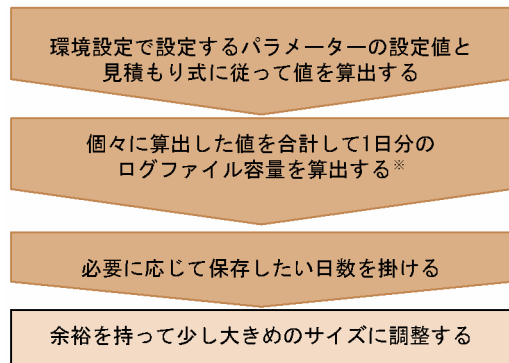 環境設定で設定するパラメーターの設定値と
見積もり式に従って値を算出する
個々に算出した値を合計して1日分の
ログファイル容量を算出する※
必要に応じて保存したい日数を掛ける
余裕を持って少し大きめのサイズに調整する